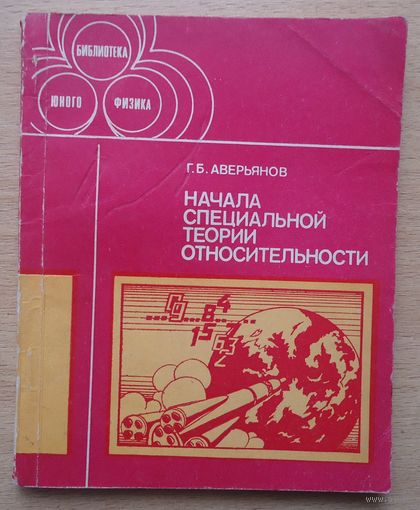 БИБЛИОТЕКА
ЮНОГО ФИЗИКА
Г.Б. АВЕРЬЯНОВ
НАЧАЛА
СПЕЦИАЛЬНОЙ
ТЕОРИИ
ОТНОСИТЕЛЬНОСТИ